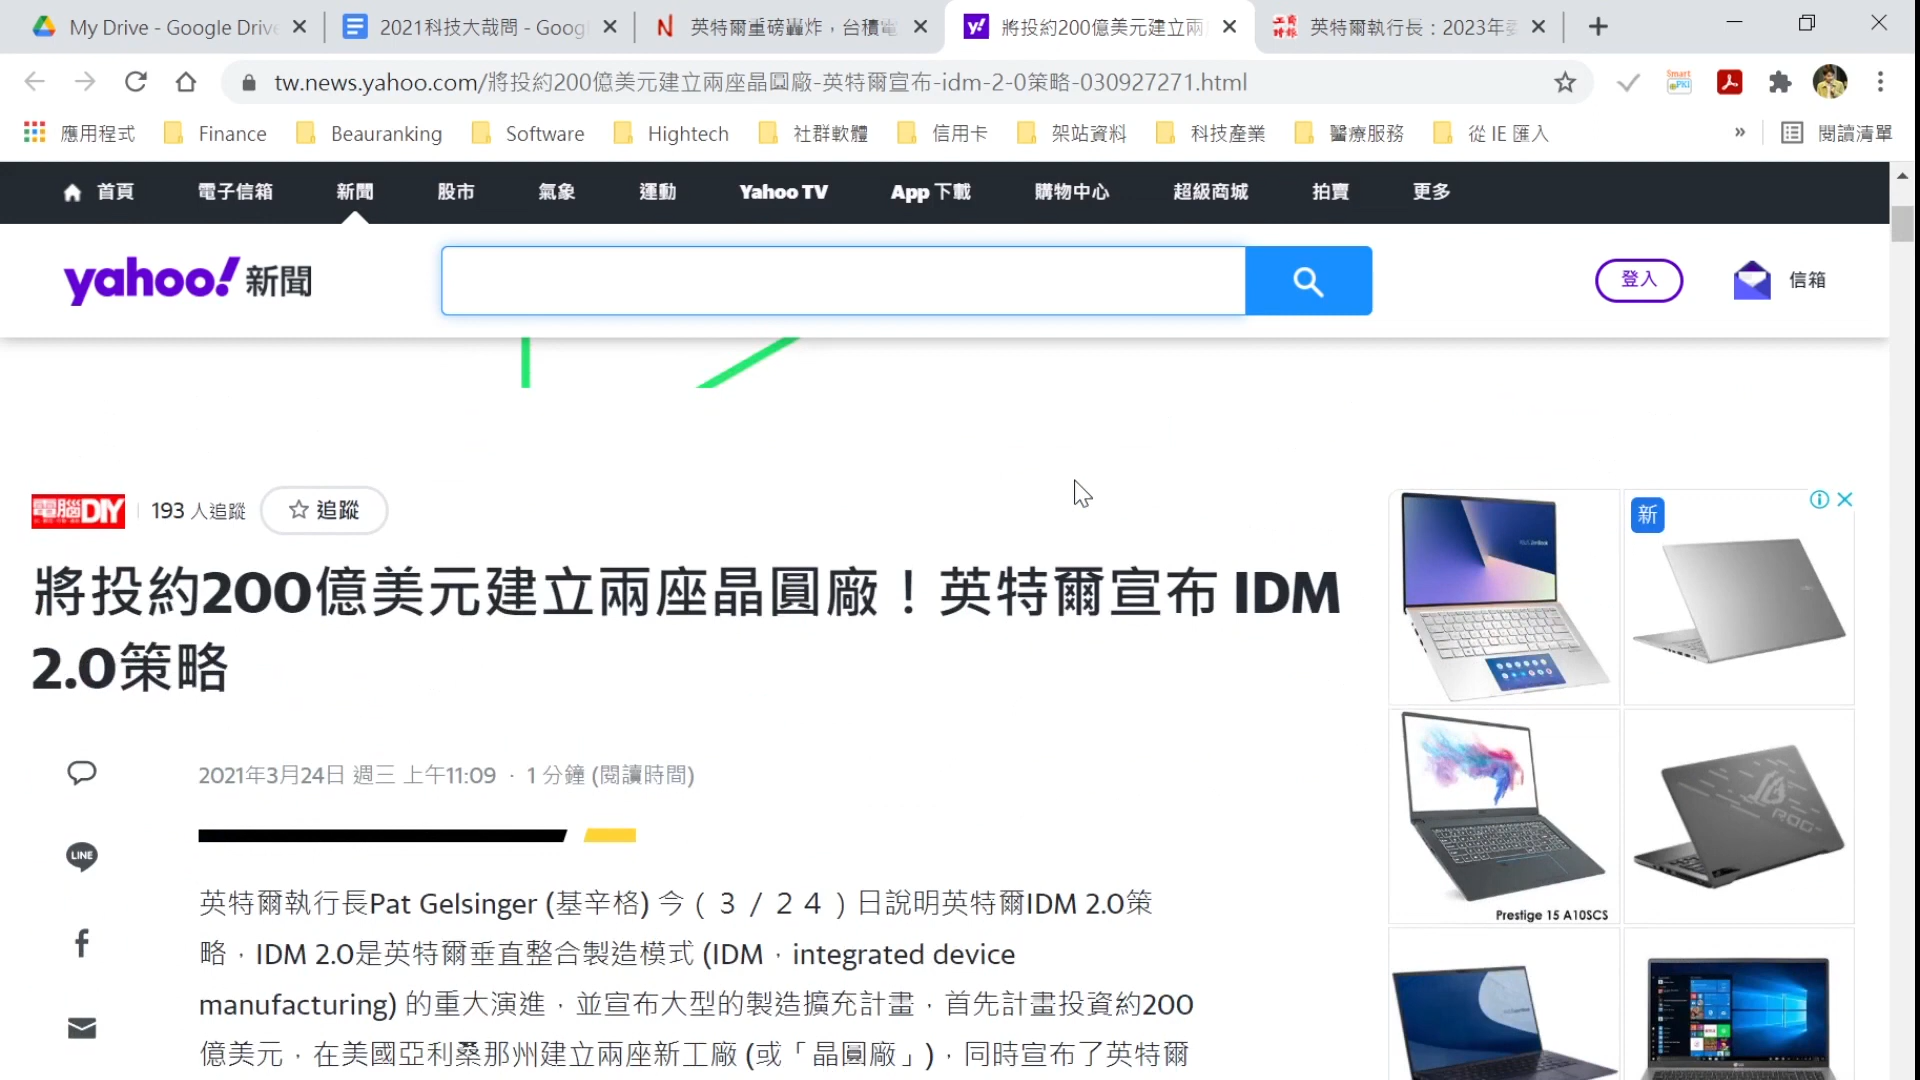 My Drive - Google Drive
2021科技大哉問 - Goog
英特爾重磅轟炸，台積電
將投約200億美元建立兩
英特爾執行長：2023年委
tw.news.yahoo.com/將投約200億美元建立兩座晶圓廠-英特爾宣布-idm-2-0策略-030927271.html
應用程式 Finance Beauranking Software Hightech 社群軟體 信用卡 架站資料 科技產業 醫療服務 從 IE 匯入 » 閱讀清單
首頁 電子信箱 新聞 股市 氣象 運動 Yahoo TV App 下載 購物中心 超級商城 拍賣 更多
yahoo! 新聞
登入
信箱
電腦DIY 193 人追蹤 ☆ 追蹤
將投約200億美元建立兩座晶圓廠！英特爾宣布 IDM
2.0策略
2021年3月24日 週三 上午11:09 · 1 分鐘 (閱讀時間)
英特爾執行長Pat Gelsinger (基辛格) 今（３／２４）日說明英特爾IDM 2.0策
略，IDM 2.0是英特爾垂直整合製造模式 (IDM，integrated device
manufacturing) 的重大演進，並宣布大型的製造擴充計畫，首先計畫投資約200
億美元，在美國亞利桑那州建立兩座新工廠 (或「晶圓廠」)，同時宣布了英特爾
LINE
新
ROG
Prestige 15 A10SCS